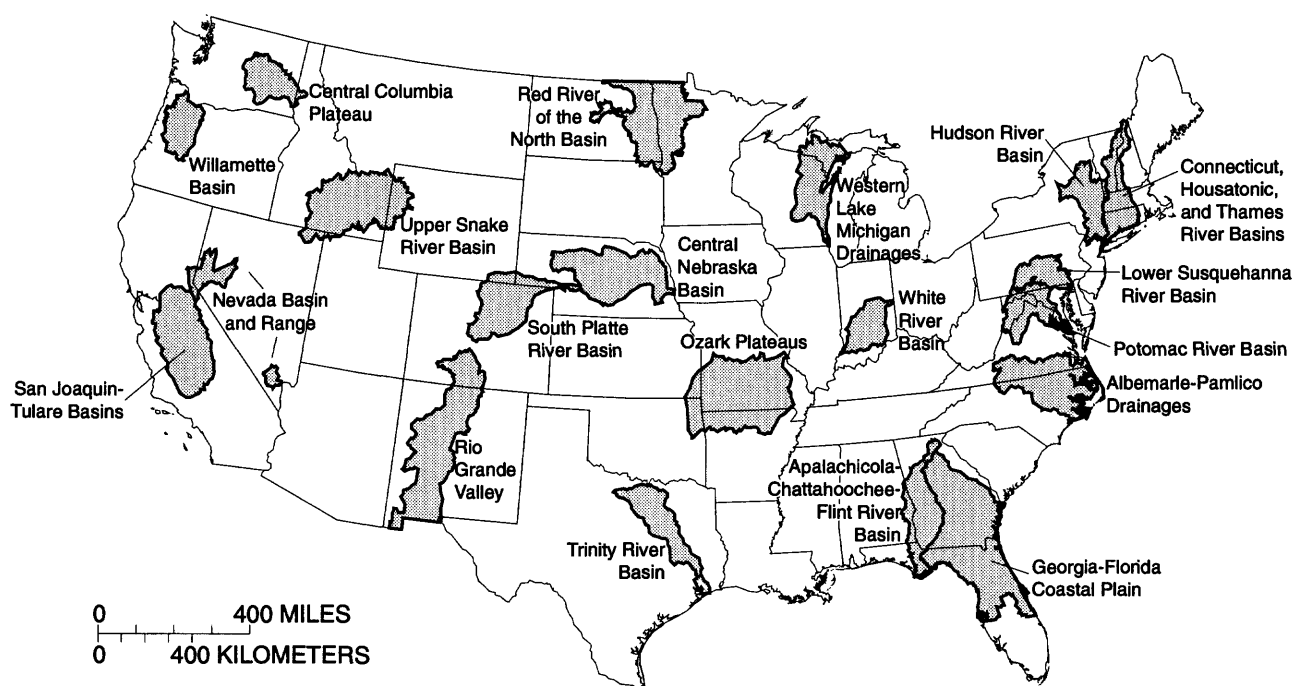 Central Columbia
Plateau
Red River
of the
North Basin
Hudson River
Basin
Connecticut,
Housatonic,
and Thames
River Basins
Willamette
Basin
Western
Lake
Michigan
Drainages
Upper Snake
River Basin
Central
Nebraska
Basin
Lower Susquehanna
River Basin
Nevada Basin
and Range
White
River
Basin
South Platte
River Basin
Ozark Plateaus
Potomac River Basin
San Joaquin-
Tulare Basins
Albemarle-Pamlico
Drainages
Rio
Grande
Valley
Apalachicola-
Chattahoochee-
Flint River
Basin
Trinity River
Basin
Georgia-Florida
Coastal Plain
0 400 MILES
0 400 KILOMETERS